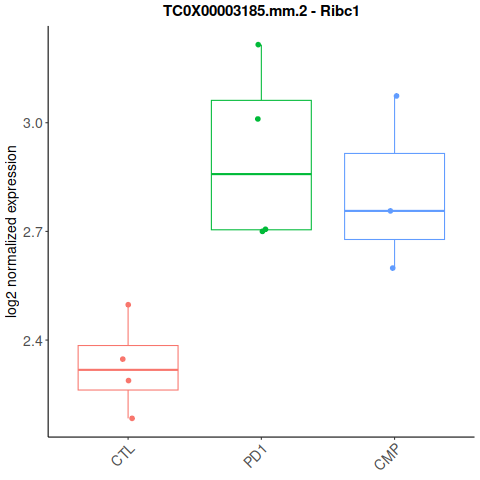 TC0X00003185.mm.2 - Ribc1
log2 normalized expression
3.0
2.7
2.4
CTL
PD1
CMP